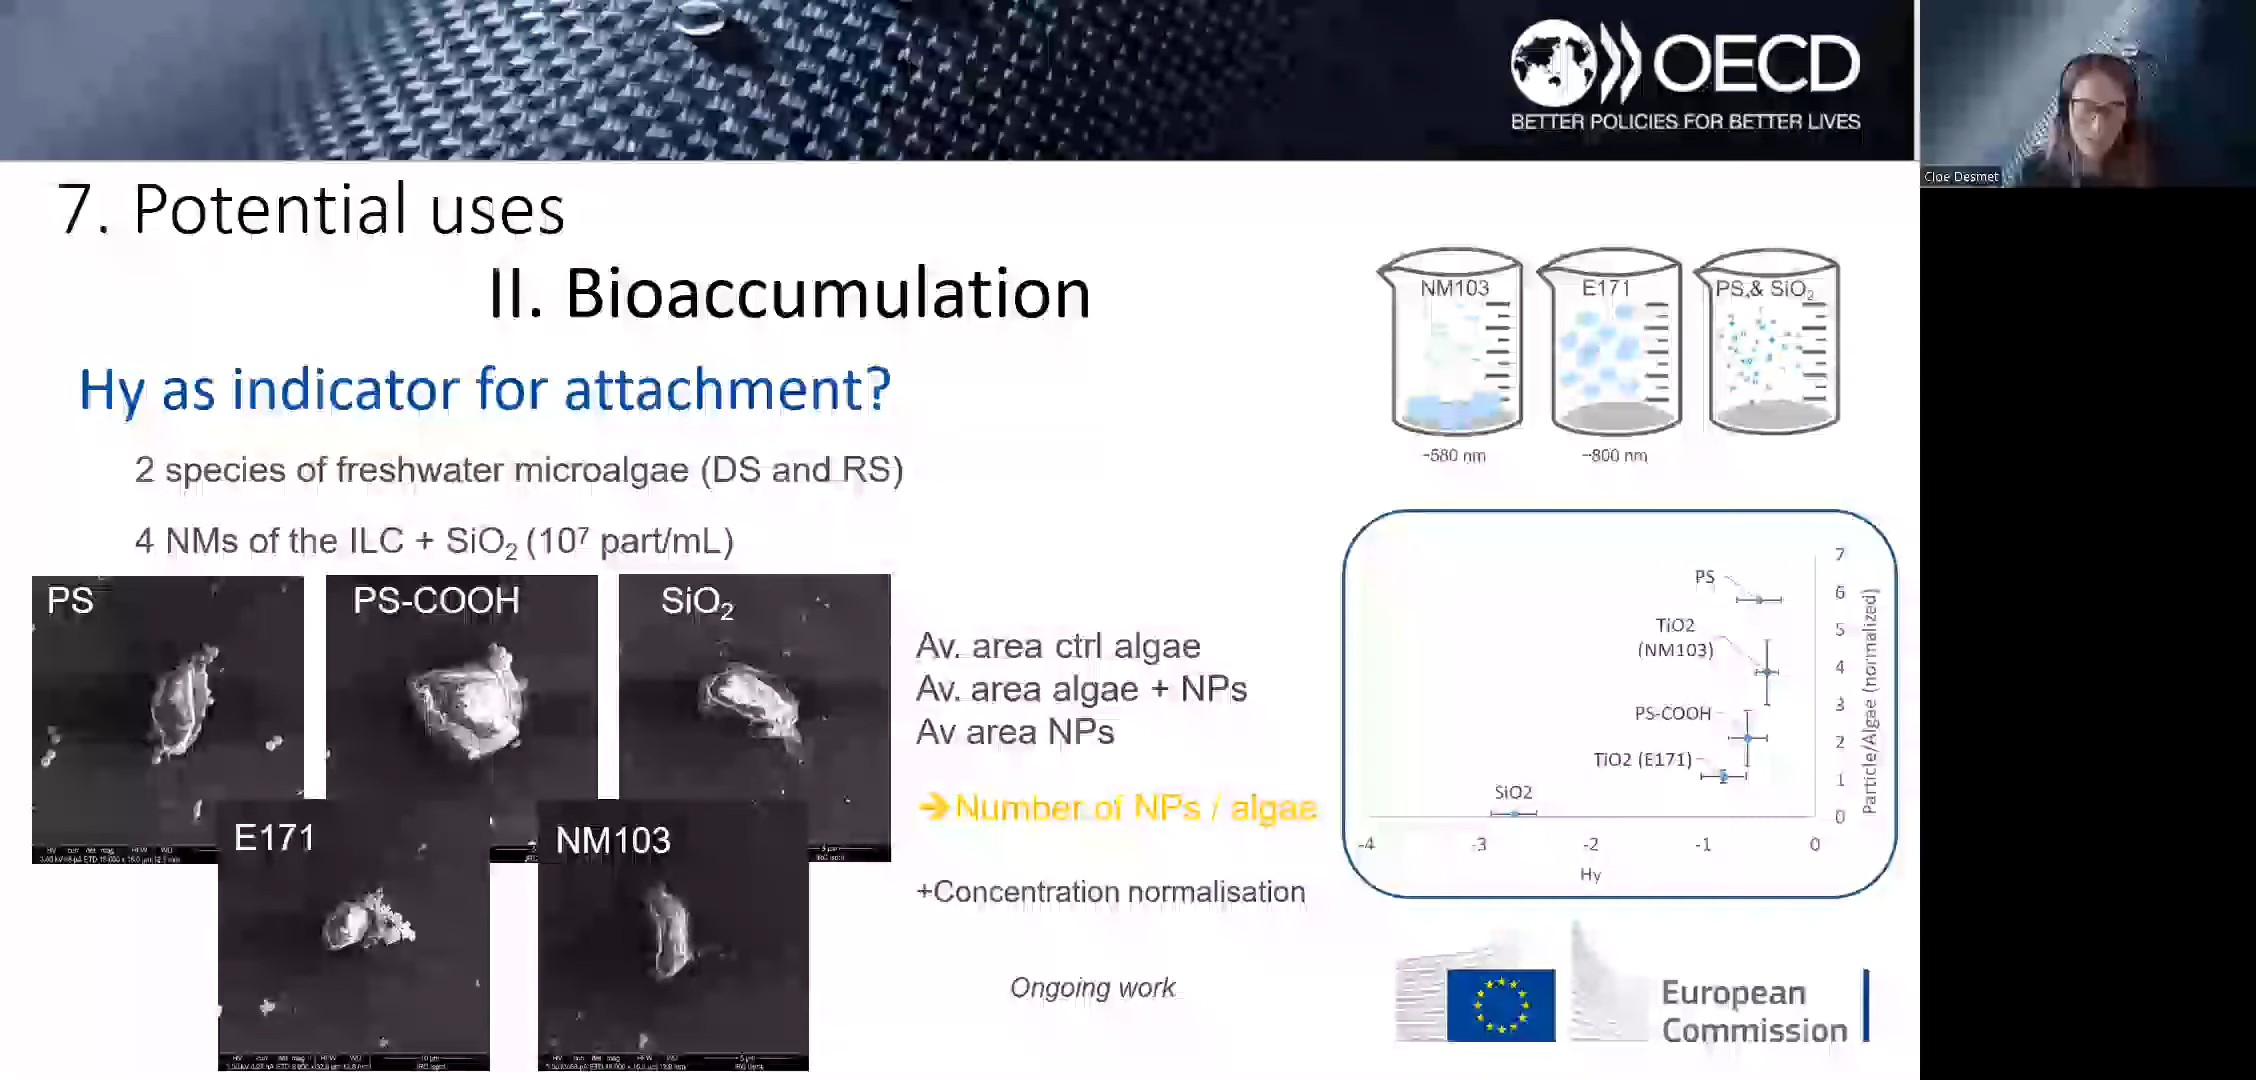 OECD
BETTER POLICIES FOR BETTER LIVES
Cloe Desmet
7. Potential uses
II. Bioaccumulation
Hy as indicator for attachment?
2 species of freshwater microalgae (DS and RS)
4 NMs of the ILC + SiO₂ (10⁷ part/mL)
NM103
E171
PS,& SiO₂
~580 nm
~800 nm
PS
PS-COOH
SiO₂
E171
NM103
Av. area ctrl algae
Av. area algae + NPs
Av area NPs
➔Number of NPs / algae
+Concentration normalisation
Ongoing work
PS
TiO2
(NM103)
PS-COOH
TiO2 (E171)
SiO2
7
6
5
4
3
2
1
0
Particle/Algae (normalized)
-4
-3
-2
-1
0
Hy
European
Commission